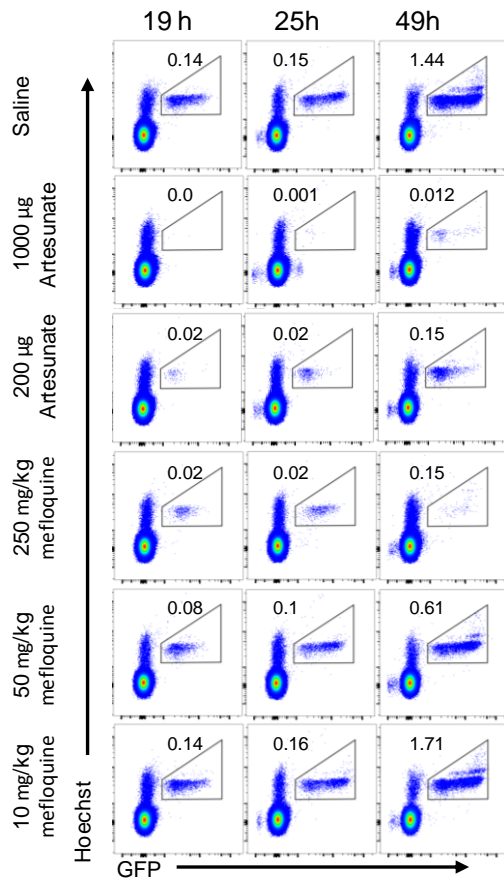 19 h 25h 49h
Saline
0.14 0.15 1.44
1000 µg
Artesunate
0.0 0.001 0.012
200 µg
Artesunate
0.02 0.02 0.15
250 mg/kg
mefloquine
0.02 0.02 0.15
50 mg/kg
mefloquine
0.08 0.1 0.61
10 mg/kg
mefloquine
0.14 0.16 1.71
Hoechst
GFP